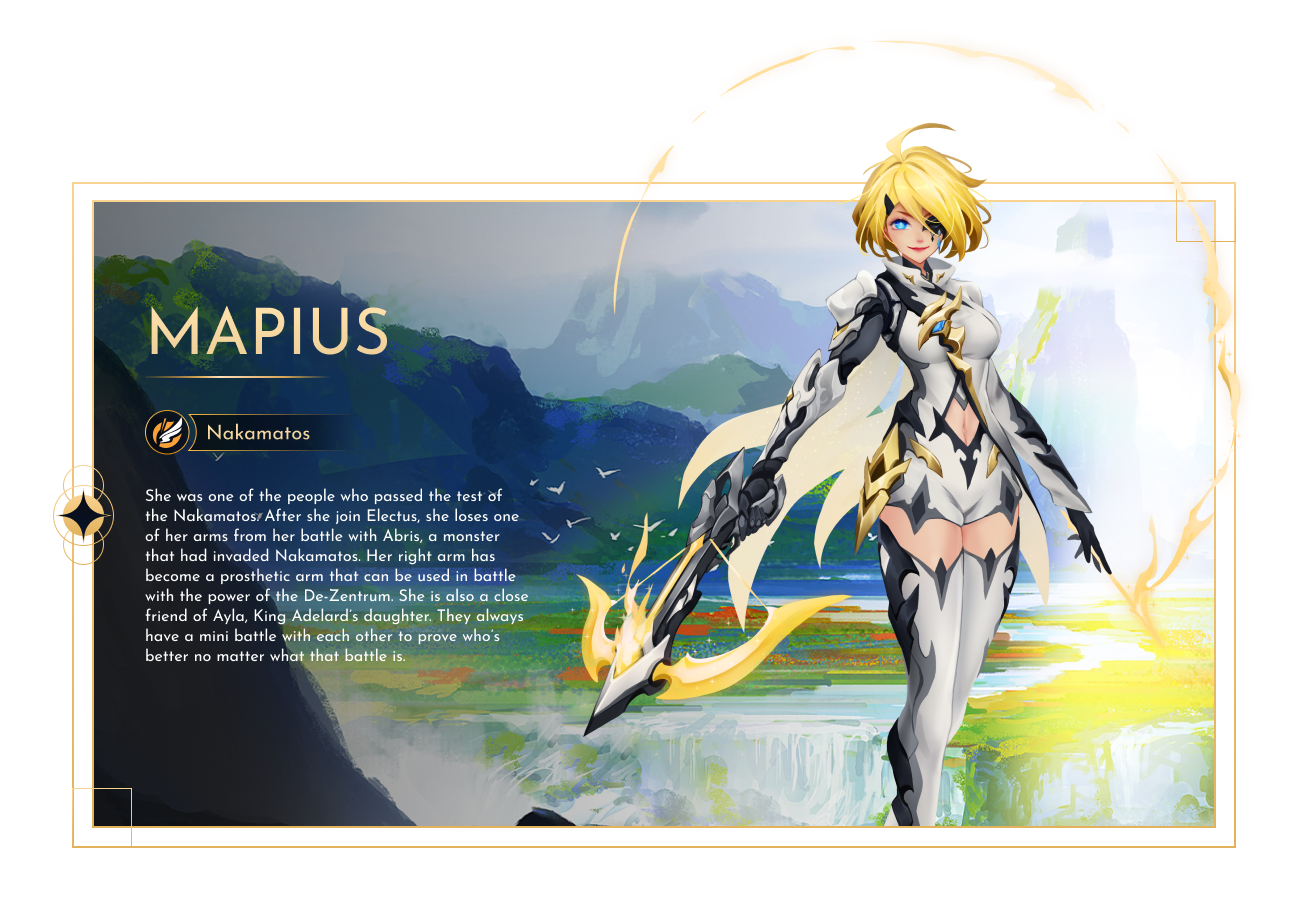 MAPIUS
Nakamatos
She was one of the people who passed the test of
the Nakamatos. After she join Electus, she loses one
of her arms from her battle with Abris, a monster
that had invaded Nakamatos. Her right arm has
become a prosthetic arm that can be used in battle
with the power of the De-Zentrum. She is also a close
friend of Ayla, King Adelard's daughter. They always
have a mini battle with each other to prove who's
better no matter what that battle is.